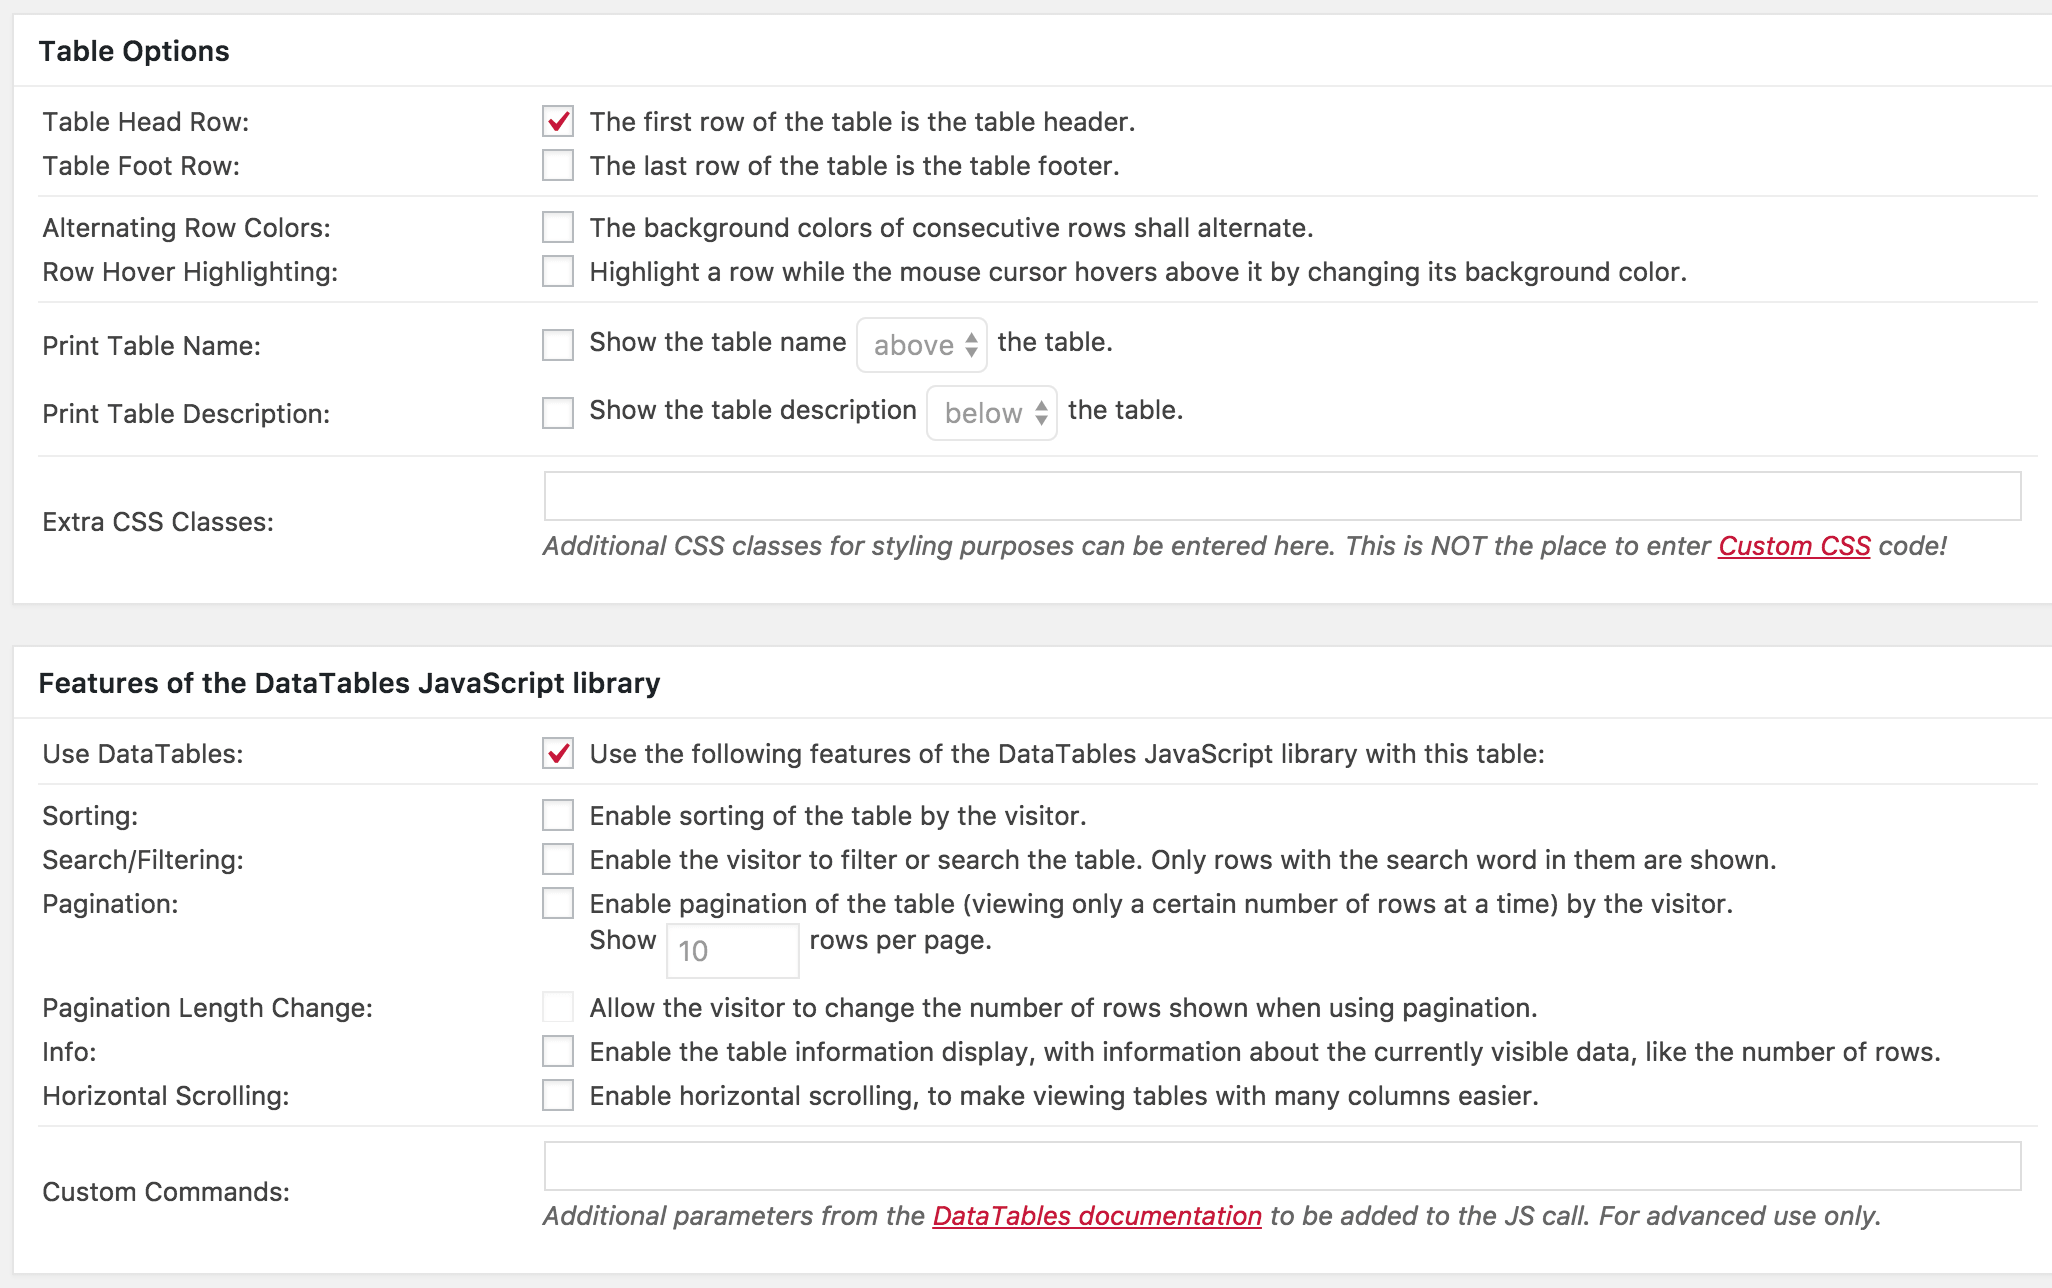 Table Options
Table Head Row: The first row of the table is the table header.
Table Foot Row: The last row of the table is the table footer.
Alternating Row Colors: The background colors of consecutive rows shall alternate.
Row Hover Highlighting: Highlight a row while the mouse cursor hovers above it by changing its background color.
Print Table Name: Show the table name above the table.
Print Table Description: Show the table description below the table.
Extra CSS Classes:
Additional CSS classes for styling purposes can be entered here. This is NOT the place to enter Custom CSS code!
Features of the DataTables JavaScript library
Use DataTables: Use the following features of the DataTables JavaScript library with this table:
Sorting: Enable sorting of the table by the visitor.
Search/Filtering: Enable the visitor to filter or search the table. Only rows with the search word in them are shown.
Pagination: Enable pagination of the table (viewing only a certain number of rows at a time) by the visitor.
Show 10 rows per page.
Pagination Length Change: Allow the visitor to change the number of rows shown when using pagination.
Info: Enable the table information display, with information about the currently visible data, like the number of rows.
Horizontal Scrolling: Enable horizontal scrolling, to make viewing tables with many columns easier.
Custom Commands:
Additional parameters from the DataTables documentation to be added to the JS call. For advanced use only.